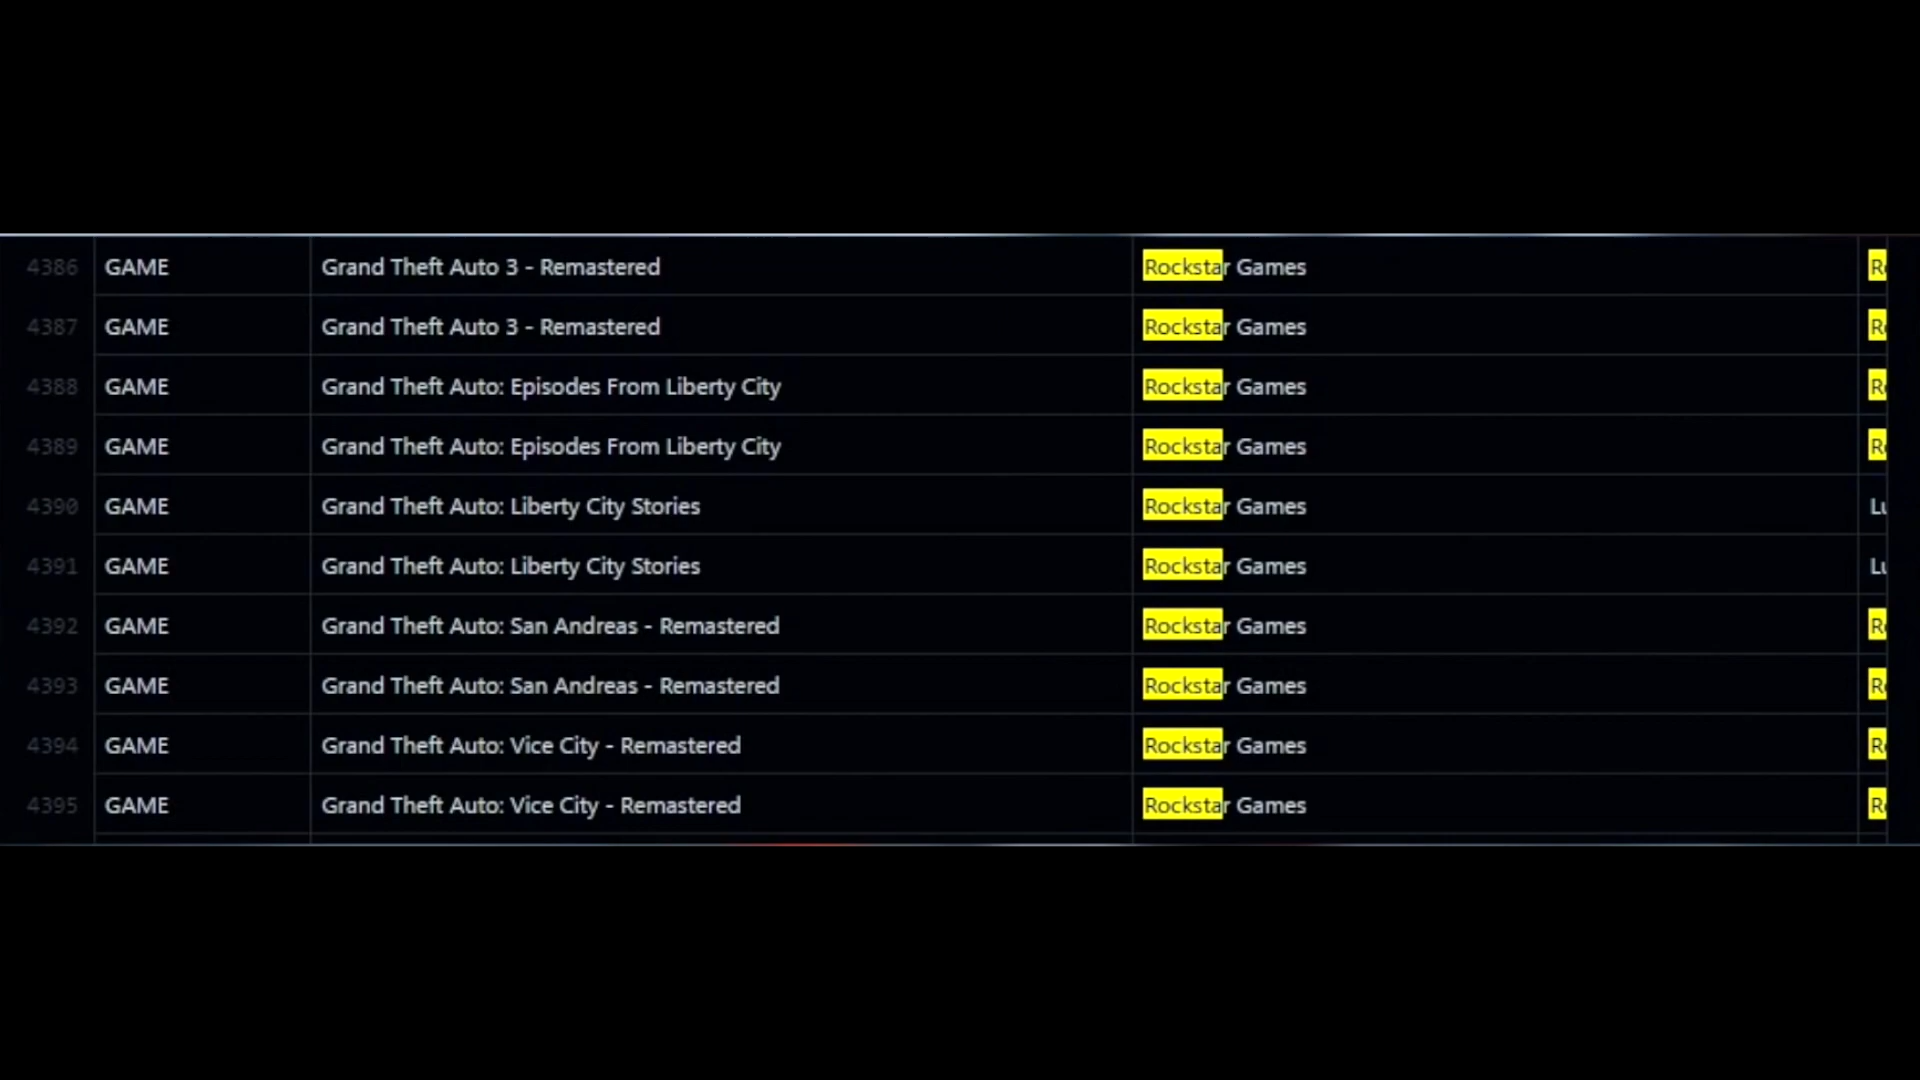 4386 GAME Grand Theft Auto 3 - Remastered Rockstar Games
4387 GAME Grand Theft Auto 3 - Remastered Rockstar Games
4388 GAME Grand Theft Auto: Episodes From Liberty City Rockstar Games
4389 GAME Grand Theft Auto: Episodes From Liberty City Rockstar Games
4390 GAME Grand Theft Auto: Liberty City Stories Rockstar Games
4391 GAME Grand Theft Auto: Liberty City Stories Rockstar Games
4392 GAME Grand Theft Auto: San Andreas - Remastered Rockstar Games
4393 GAME Grand Theft Auto: San Andreas - Remastered Rockstar Games
4394 GAME Grand Theft Auto: Vice City - Remastered Rockstar Games
4395 GAME Grand Theft Auto: Vice City - Remastered Rockstar Games